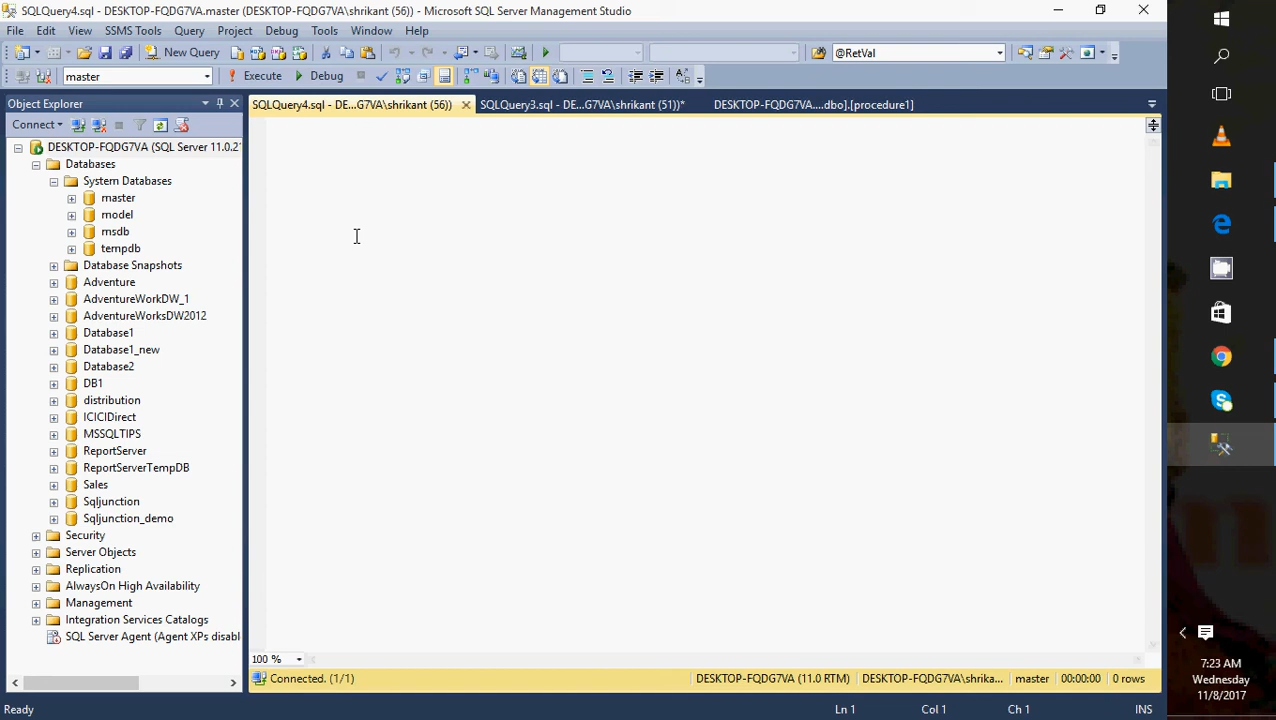 SQLQuery4.sql - DESKTOP-FQDG7VA.master (DESKTOP-FQDG7VA\shrikant (56)) - Microsoft SQL Server Management Studio
File Edit View SSMS Tools Query Project Debug Tools Window Help
New Query @RetVal
master Execute Debug
Object Explorer
SQLQuery4.sql - DE...G7VA\shrikant (56)) SQLQuery3.sql - DE...G7VA\shrikant (51))* DESKTOP-FQDG7VA....dbo].[procedure1]
Connect
DESKTOP-FQDG7VA (SQL Server 11.0.21
Databases
System Databases
master
model
msdb
tempdb
Database Snapshots
Adventure
AdventureWorkDW_1
AdventureWorksDW2012
Database1
Database1_new
Database2
DB1
distribution
ICICIDirect
MSSQLTIPS
ReportServer
ReportServerTempDB
Sales
Sqljunction
Sqljunction_demo
Security
Server Objects
Replication
AlwaysOn High Availability
Management
Integration Services Catalogs
SQL Server Agent (Agent XPs disabl
100 %
Connected. (1/1) DESKTOP-FQDG7VA (11.0 RTM) DESKTOP-FQDG7VA\shrika... master 00:00:00 0 rows
Ready Ln 1 Col 1 Ch 1 INS
7:23 AM
Wednesday
11/8/2017